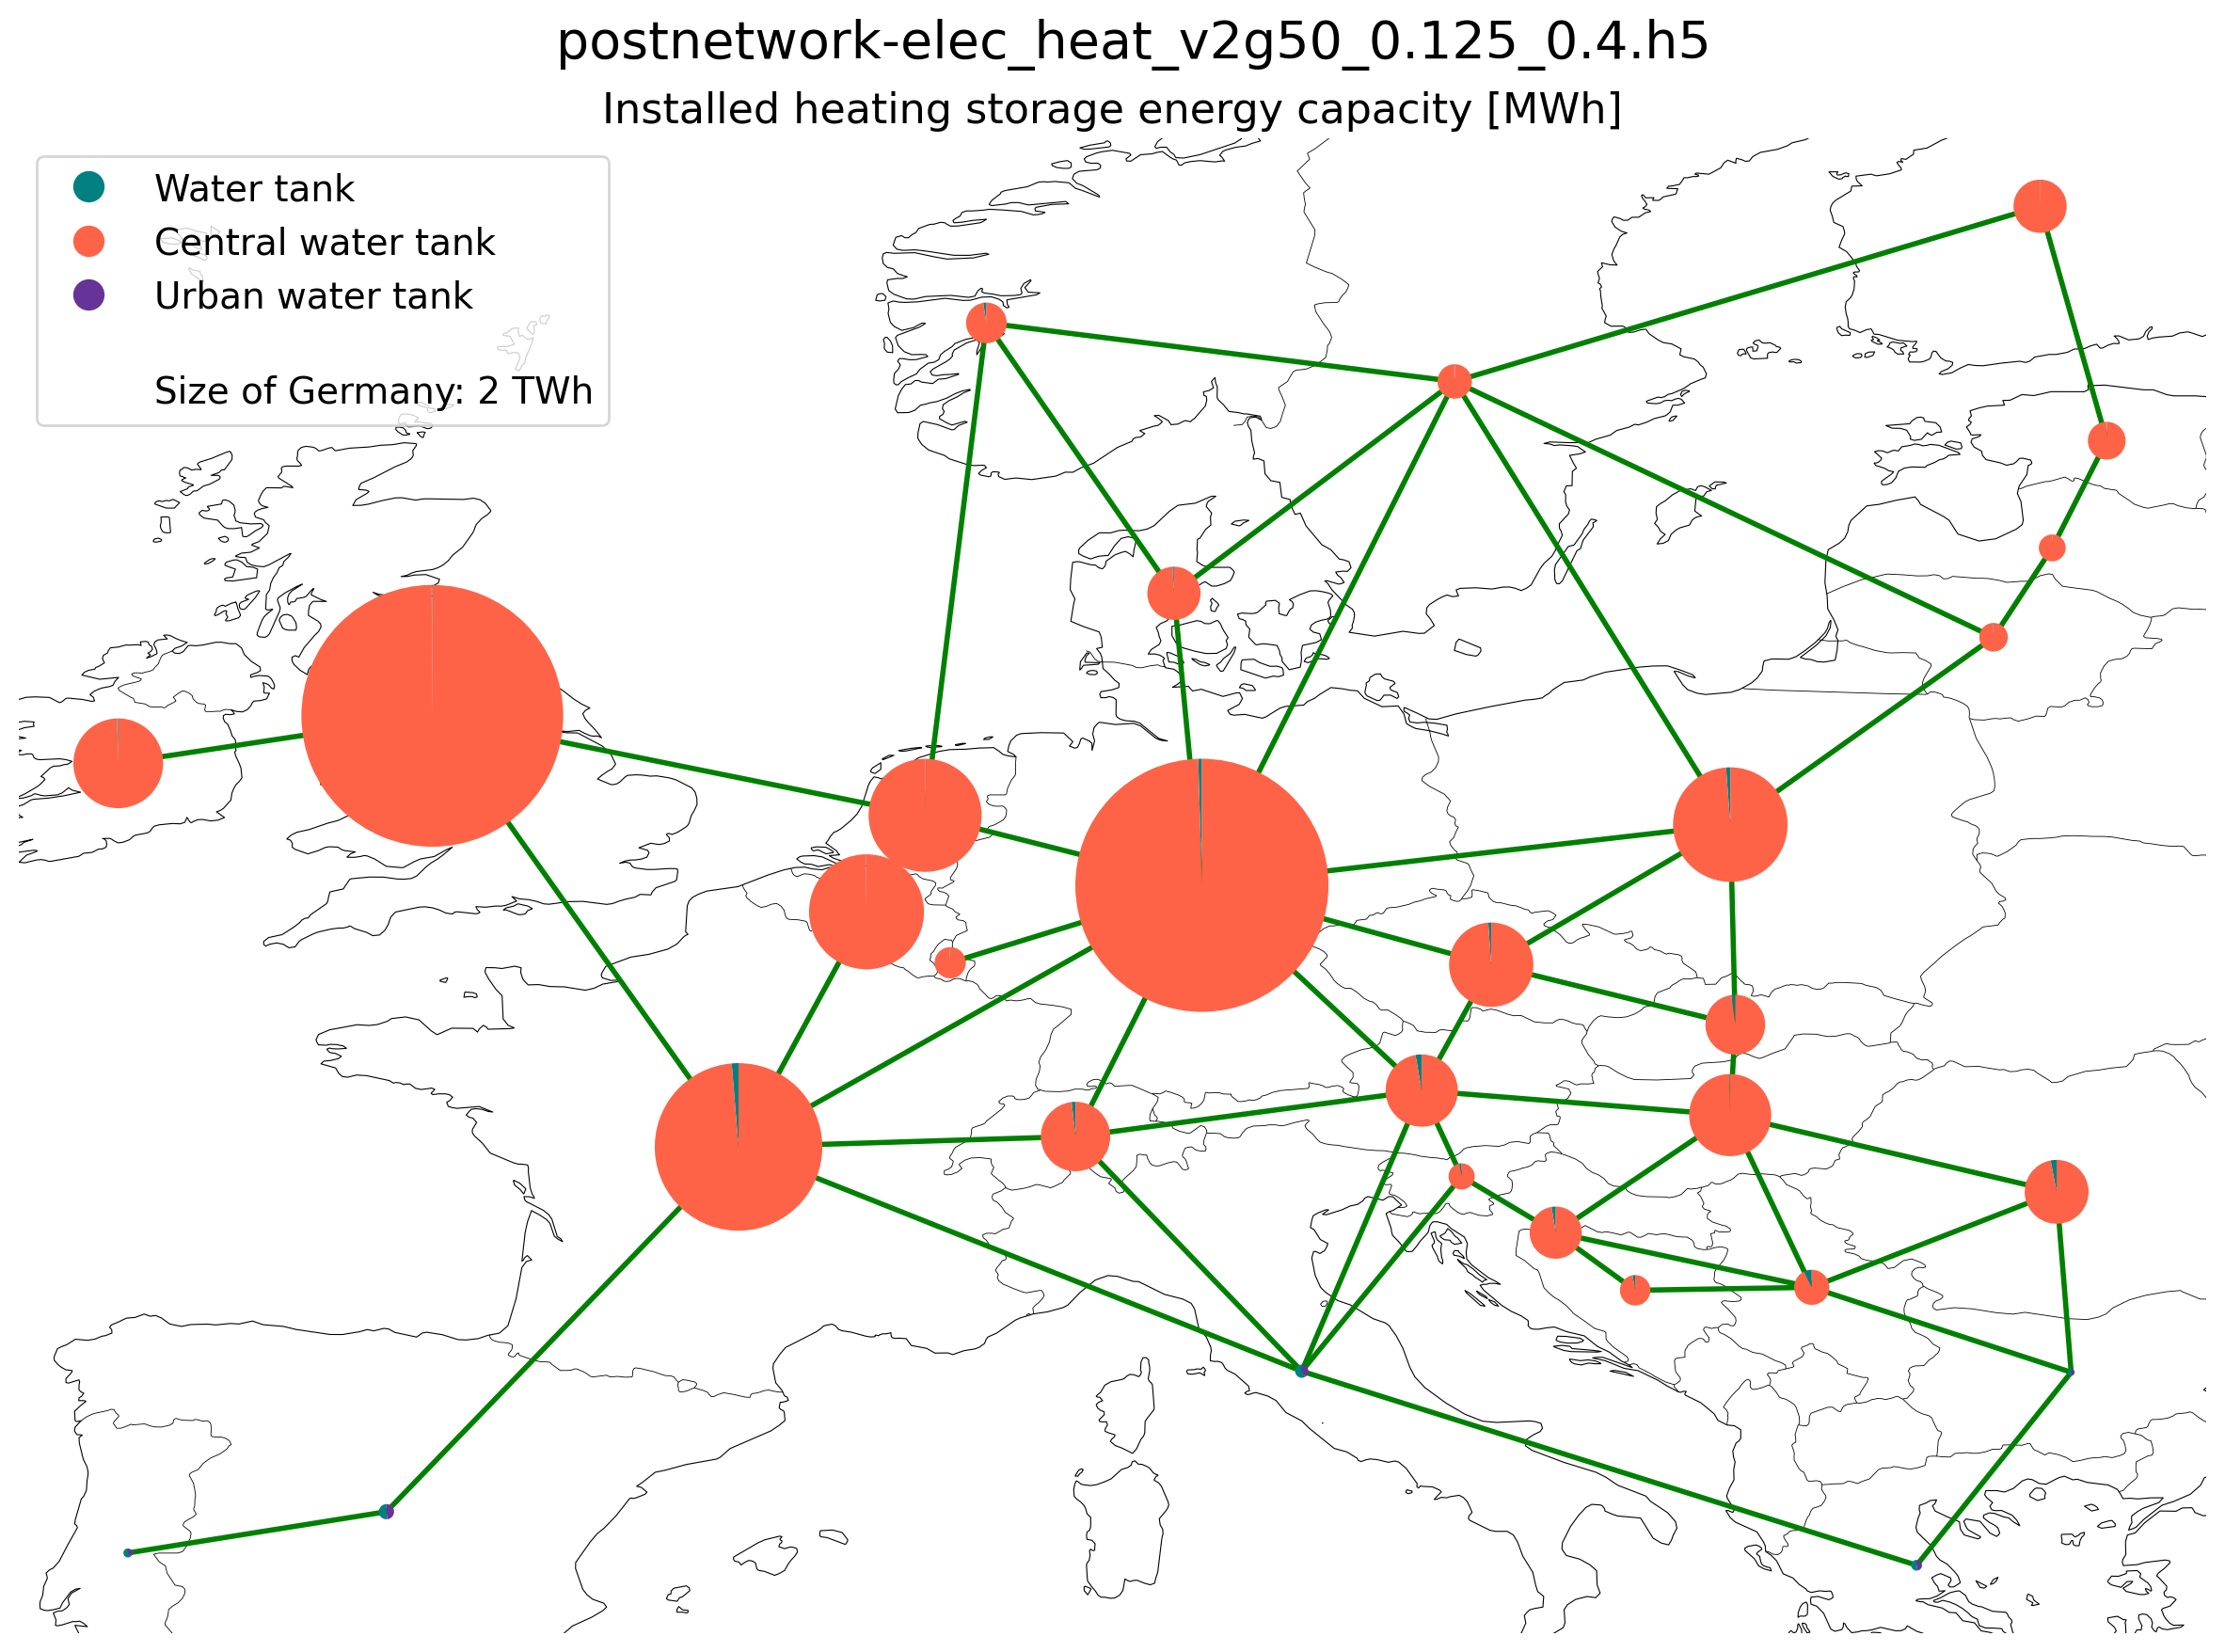 postnetwork-elec_heat_v2g50_0.125_0.4.h5
Installed heating storage energy capacity [MWh]
Water tank
Central water tank
Urban water tank
Size of Germany: 2 TWh